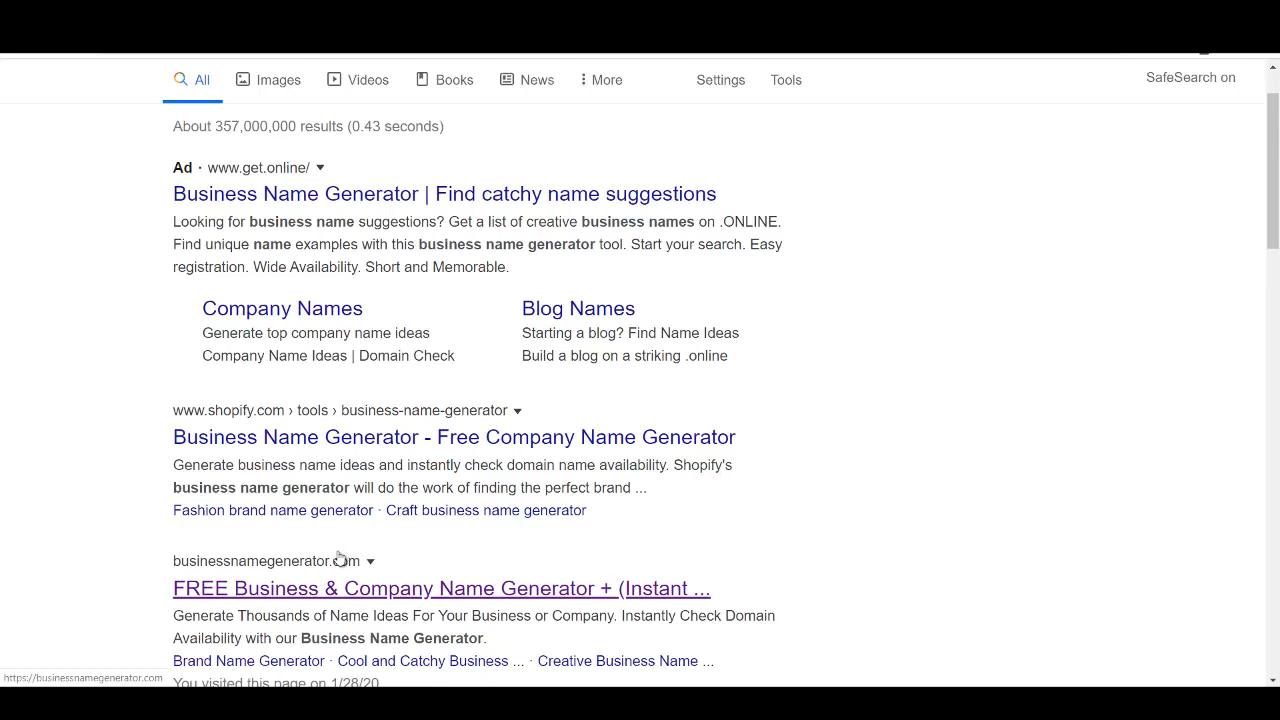 All Images Videos Books News More Settings Tools SafeSearch on
About 357,000,000 results (0.43 seconds)
Ad · www.get.online/
Business Name Generator | Find catchy name suggestions
Looking for business name suggestions? Get a list of creative business names on .ONLINE.
Find unique name examples with this business name generator tool. Start your search. Easy
registration. Wide Availability. Short and Memorable.
Company Names
Generate top company name ideas
Company Name Ideas | Domain Check
Blog Names
Starting a blog? Find Name Ideas
Build a blog on a striking .online
www.shopify.com › tools › business-name-generator
Business Name Generator - Free Company Name Generator
Generate business name ideas and instantly check domain name availability. Shopify's
business name generator will do the work of finding the perfect brand ...
Fashion brand name generator · Craft business name generator
businessnamegenerator.com
FREE Business & Company Name Generator + (Instant ...
Generate Thousands of Name Ideas For Your Business or Company. Instantly Check Domain
Availability with our Business Name Generator.
Brand Name Generator · Cool and Catchy Business ... · Creative Business Name ...
You visited this page on 1/28/20
https://businessnamegenerator.com